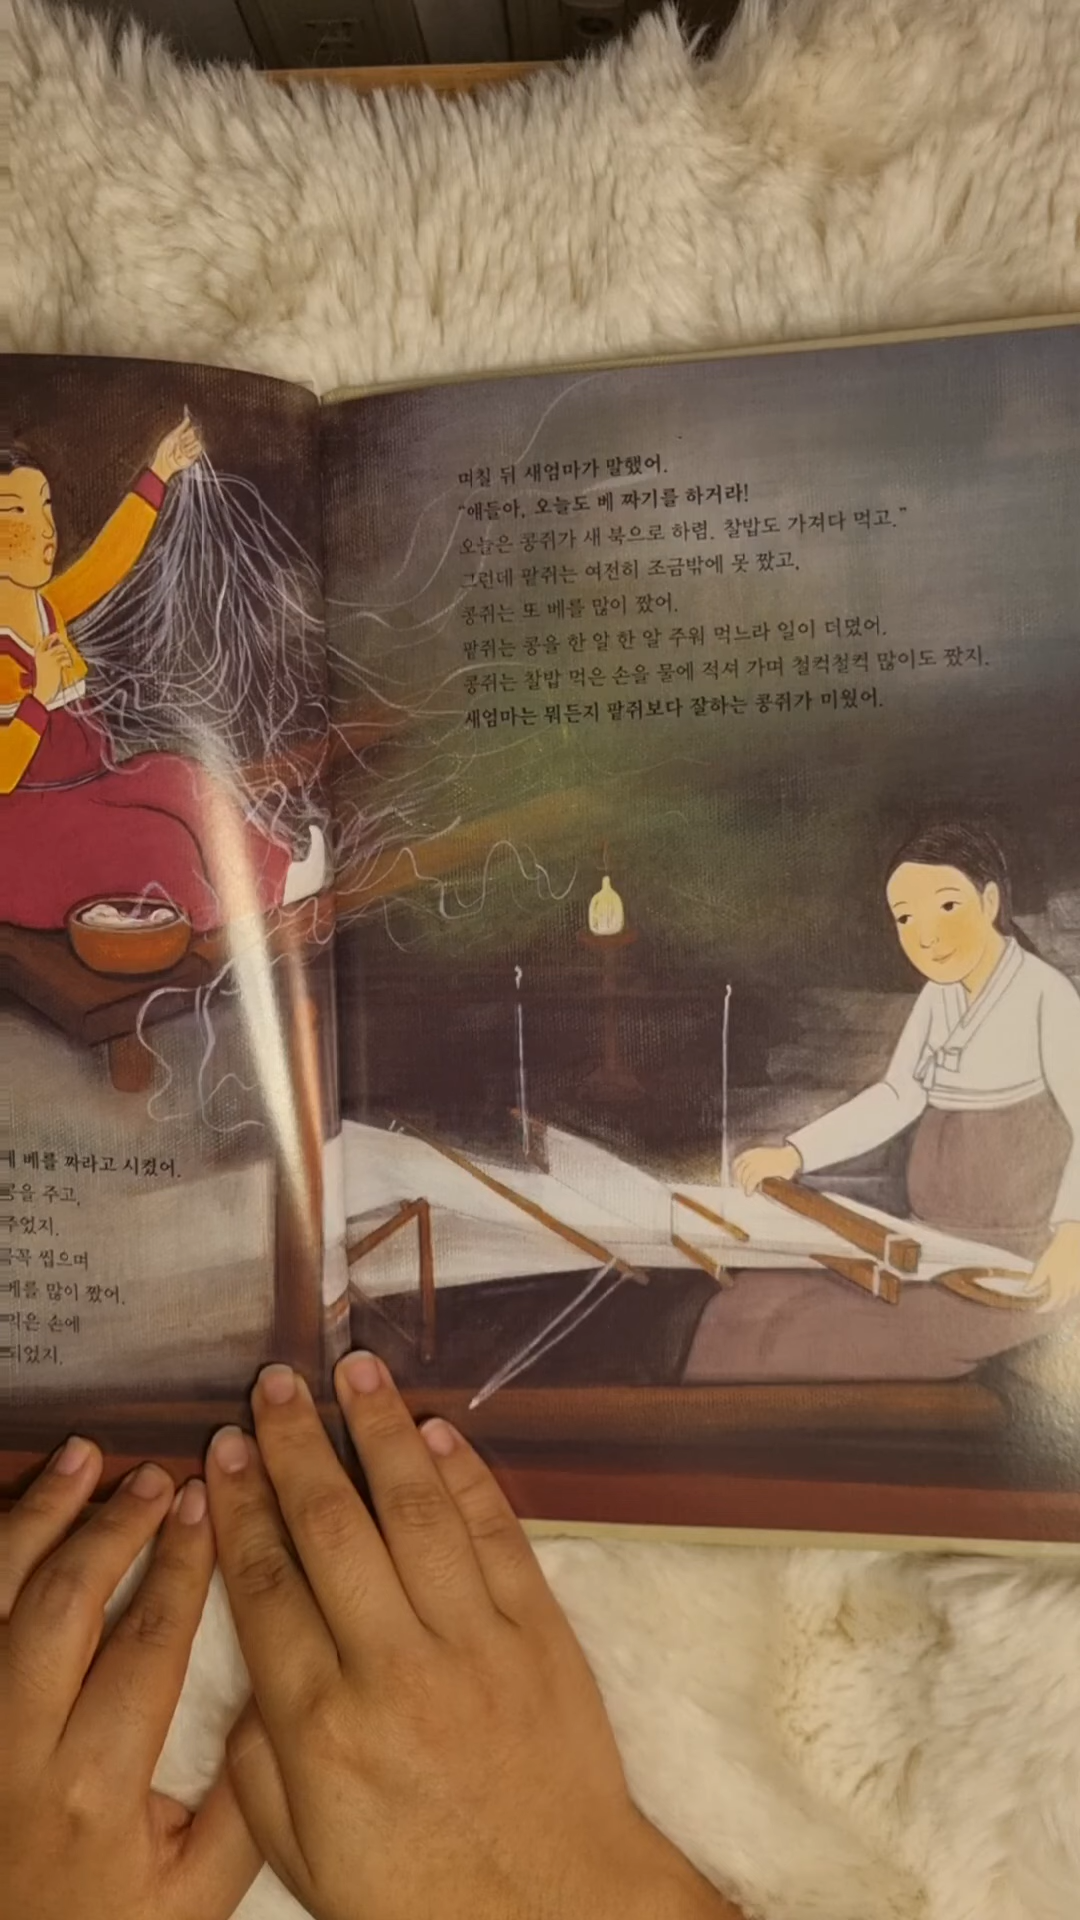 베를 짜라고 시켰어.
을 주고,
주었지.
꼭 씹으며
베를 많이 짰어.
먹은 손에
되었지.
며칠 뒤 새엄마가 말했어.
“얘들아, 오늘도 베 짜기를 하거라!
오늘은 콩쥐가 새 북으로 하렴. 찰밥도 가져다 먹고.”
그런데 팥쥐는 여전히 조금밖에 못 짰고,
콩쥐는 또 베를 많이 짰어.
팥쥐는 콩을 한 알 한 알 주워 먹느라 일이 더뎠어.
콩쥐는 찰밥 먹은 손을 물에 적셔 가며 철컥철컥 많이도 짰지.
새엄마는 뭐든지 팥쥐보다 잘하는 콩쥐가 미웠어.